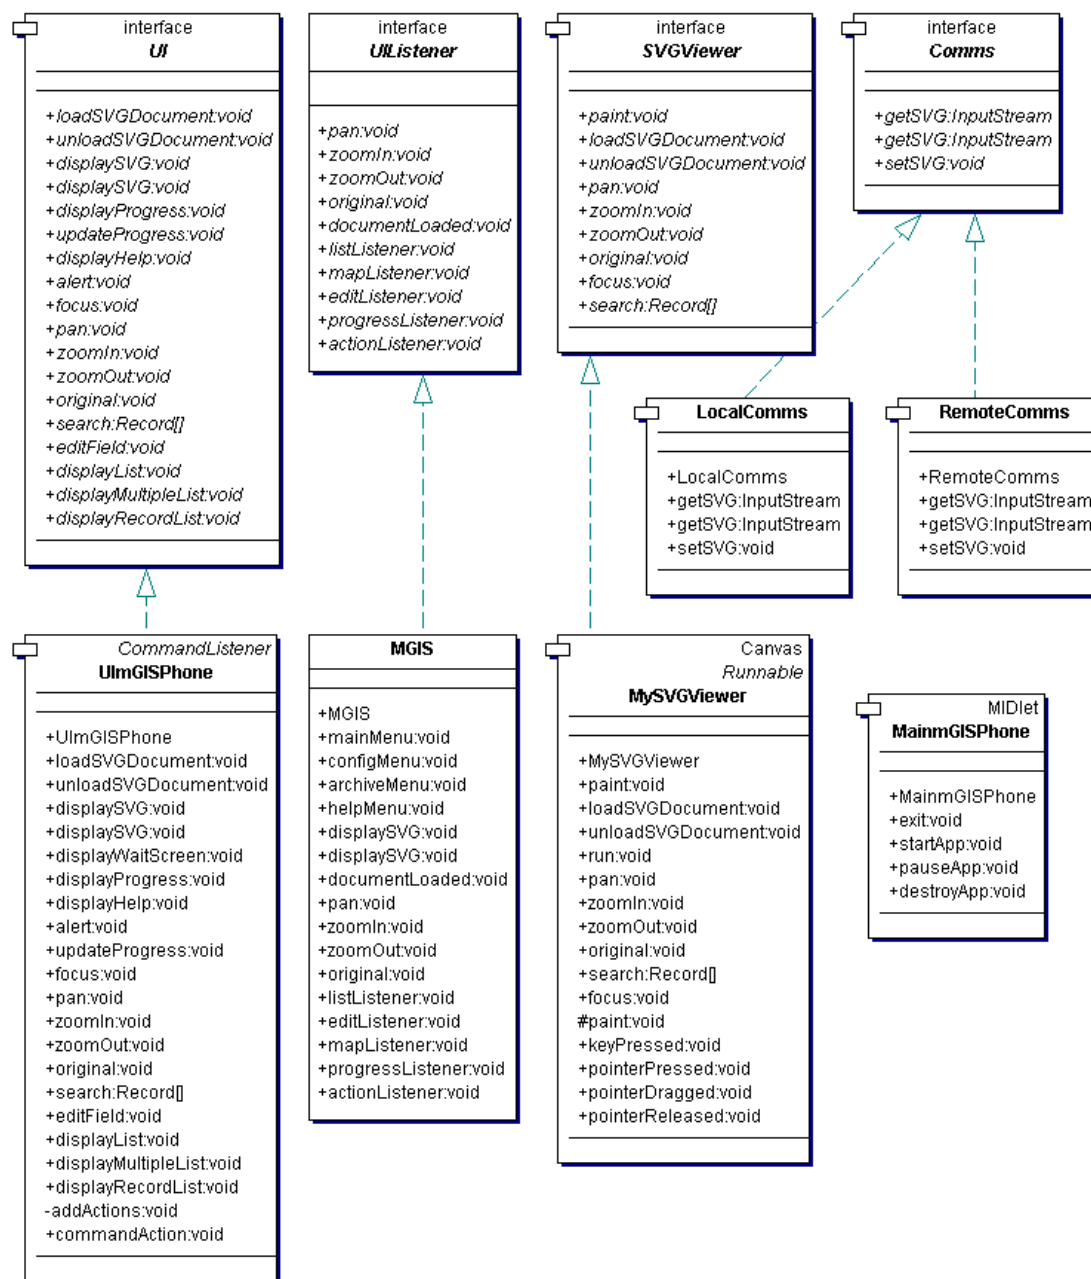 interface
UI
+loadSVGDocument:void
+unloadSVGDocument:void
+displaySVG:void
+displaySVG:void
+displayProgress:void
+updateProgress:void
+displayHelp:void
+alert:void
+focus:void
+pan:void
+zoomIn:void
+zoomOut:void
+original:void
+search:Record[]
+editField:void
+displayList:void
+displayMultipleList:void
+displayRecordList:void
interface
UIListener
+pan:void
+zoomIn:void
+zoomOut:void
+original:void
+documentLoaded:void
+listListener:void
+mapListener:void
+editListener:void
+progressListener:void
+actionListener:void
interface
SVGViewer
+paint:void
+loadSVGDocument:void
+unloadSVGDocument:void
+pan:void
+zoomIn:void
+zoomOut:void
+original:void
+focus:void
+search:Record[]
interface
Comms
+getSVG:InputStream
+getSVG:InputStream
+setSVG:void
LocalComms
+LocalComms
+getSVG:InputStream
+getSVG:InputStream
+setSVG:void
RemoteComms
+RemoteComms
+getSVG:InputStream
+getSVG:InputStream
+setSVG:void
CommandListener
UImGISPhone
+UImGISPhone
+loadSVGDocument:void
+unloadSVGDocument:void
+displaySVG:void
+displaySVG:void
+displayWaitScreen:void
+displayProgress:void
+displayHelp:void
+alert:void
+updateProgress:void
+focus:void
+pan:void
+zoomIn:void
+zoomOut:void
+original:void
+search:Record[]
+editField:void
+displayList:void
+displayMultipleList:void
+displayRecordList:void
-addActions:void
+commandAction:void
MGIS
+MGIS
+mainMenu:void
+configMenu:void
+archiveMenu:void
+helpMenu:void
+displaySVG:void
+displaySVG:void
+documentLoaded:void
+pan:void
+zoomIn:void
+zoomOut:void
+original:void
+listListener:void
+editListener:void
+mapListener:void
+progressListener:void
+actionListener:void
Canvas
Runnable
MySVGViewer
+MySVGViewer
+paint:void
+loadSVGDocument:void
+unloadSVGDocument:void
+run:void
+pan:void
+zoomIn:void
+zoomOut:void
+original:void
+search:Record[]
+focus:void
#paint:void
+keyPressed:void
+pointerPressed:void
+pointerDragged:void
+pointerReleased:void
MIDlet
MainmGISPhone
+MainmGISPhone
+exit:void
+startApp:void
+pauseApp:void
+destroyApp:void